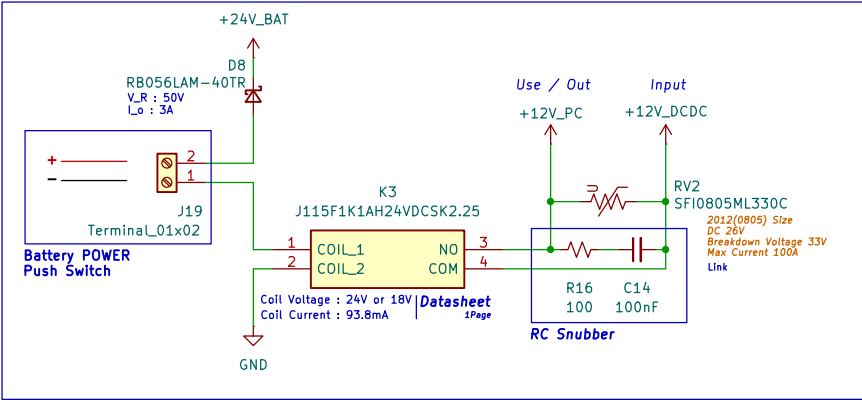 +24V_BAT
D8
RB056LAM-40TR
V_R : 50V
I_o : 3A
+
-
2
1
J19
Terminal_01x02
Battery POWER
Push Switch
K3
J115F1K1AH24VDCSK2.25
1
COIL_1
NO
3
2
COIL_2
COM
4
Coil Voltage : 24V or 18V
Coil Current : 93.8mA
Datasheet
1Page
GND
Use / Out
Input
+12V_PC
+12V_DCDC
U
RV2
SFI0805ML330C
2012(0805) Size
DC 26V
Breakdown Voltage 33V
Max Current 100A
Link
R16
100
C14
100nF
RC Snubber